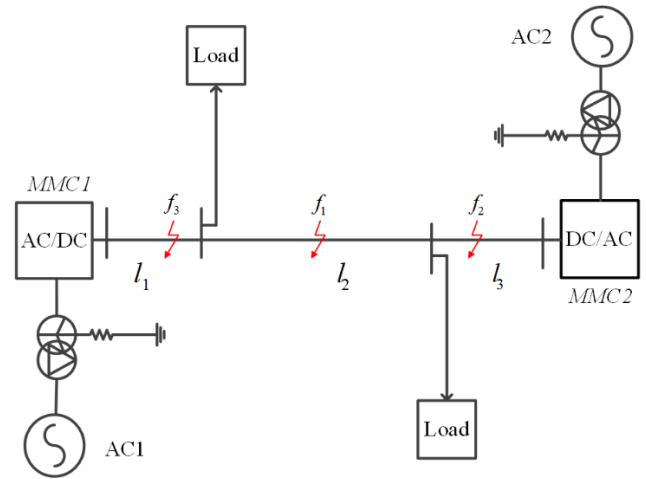 AC2
Load
MMC1
f3
f1
f2
AC/DC
DC/AC
l1
l2
l3
MMC2
Load
AC1